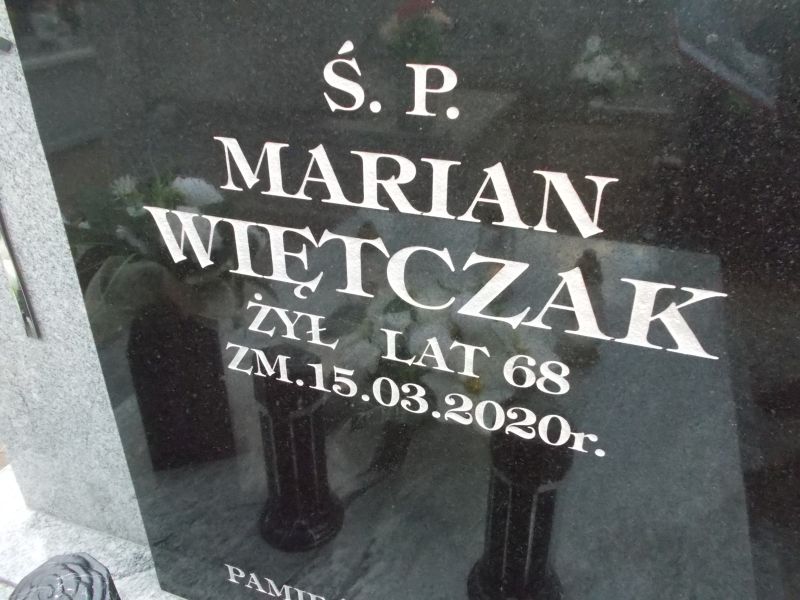 Ś. P.
MARIAN
WIĘTCZAK
ŻYŁ LAT 68
ZM.15.03.2020r.